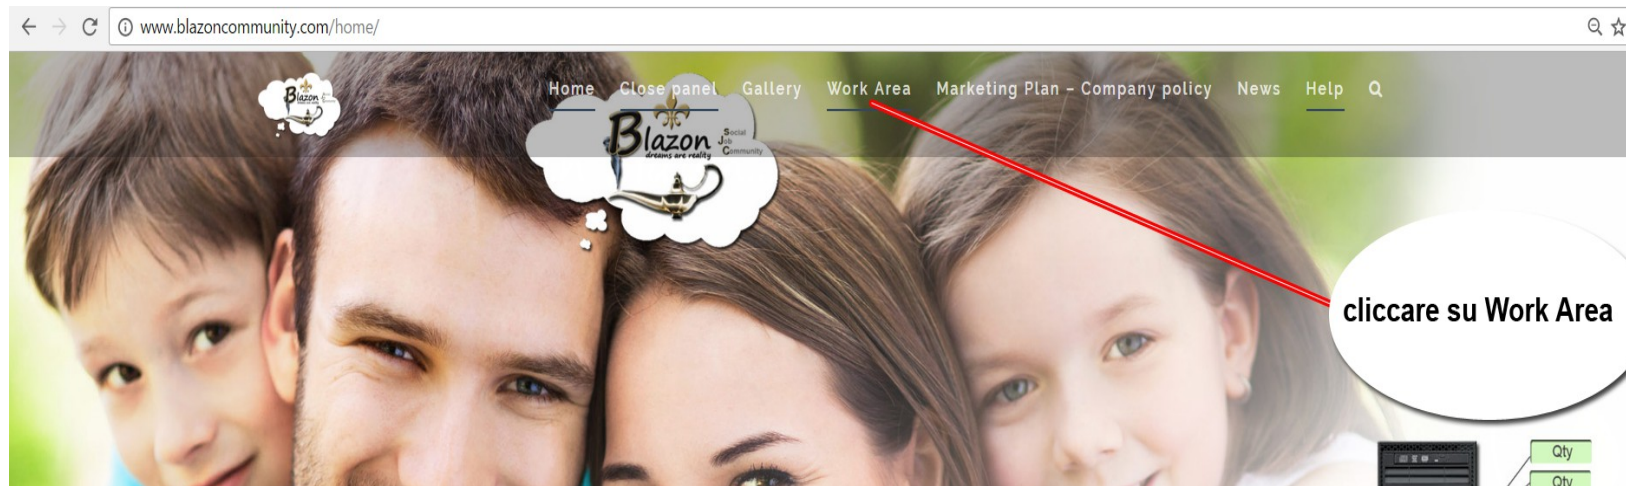 www.blazoncommunity.com/home/
Blazon
Home Close panel Gallery Work Area Marketing Plan – Company policy News Help
Blazon Social Job Community
dreams are reality
cliccare su Work Area
Qty
Qty